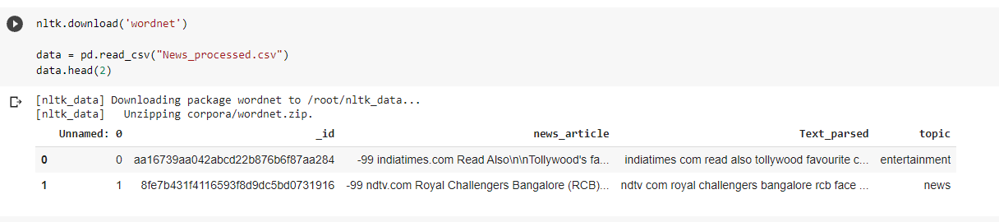 nltk.download('wordnet')
data = pd.read_csv("News_processed.csv")
data.head(2)
[nltk_data] Downloading package wordnet to /root/nltk_data...
[nltk_data]   Unzipping corpora/wordnet.zip.
Unnamed: 0 _id news_article Text_parsed topic
0 0 aa16739aa042abcd22b876b6f87aa284 -99 indiatimes.com Read Also\n\nTollywood's fa... indiatimes com read also tollywood favourite c... entertainment
1 1 8fe7b431f4116593f8d9dc5bd0731916 -99 ndtv.com Royal Challengers Bangalore (RCB)... ndtv com royal challengers bangalore rcb face ... news